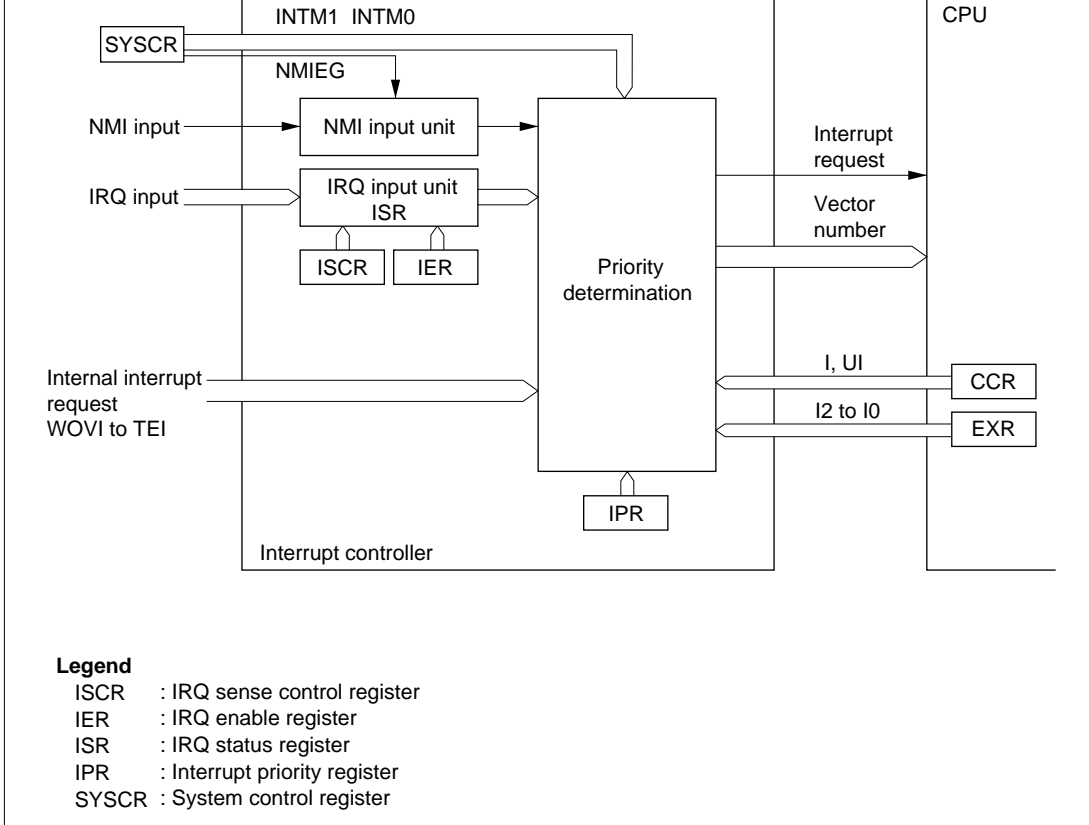 INTM1 INTM0
CPU
SYSCR
NMIEG
NMI input
NMI input unit
Interrupt
request
IRQ input
IRQ input unit
ISR
Vector
number
ISCR
IER
Priority
determination
Internal interrupt
request
WOVI to TEI
I, UI
CCR
I2 to I0
EXR
IPR
Interrupt controller
Legend
ISCR : IRQ sense control register
IER : IRQ enable register
ISR : IRQ status register
IPR : Interrupt priority register
SYSCR : System control register